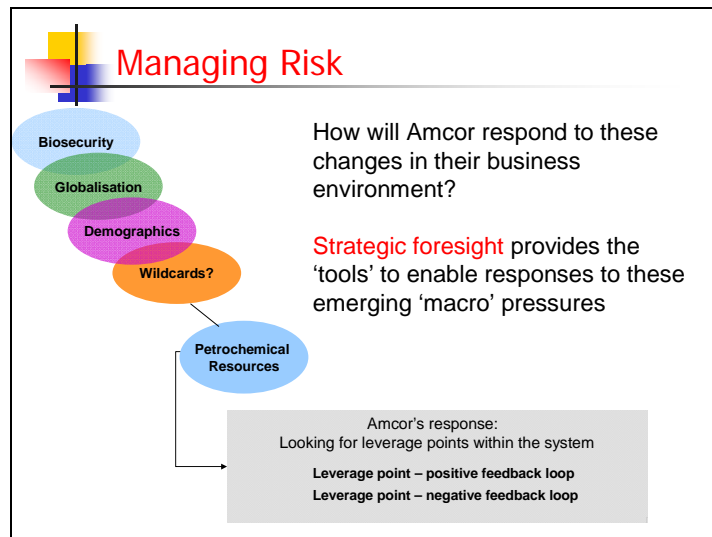 Managing Risk
Biosecurity
Globalisation
Demographics
Wildcards?
Petrochemical
Resources
How will Amcor respond to these
changes in their business
environment?
Strategic foresight provides the
‘tools’ to enable responses to these
emerging ‘macro’ pressures
Amcor’s response:
Looking for leverage points within the system
Leverage point – positive feedback loop
Leverage point – negative feedback loop